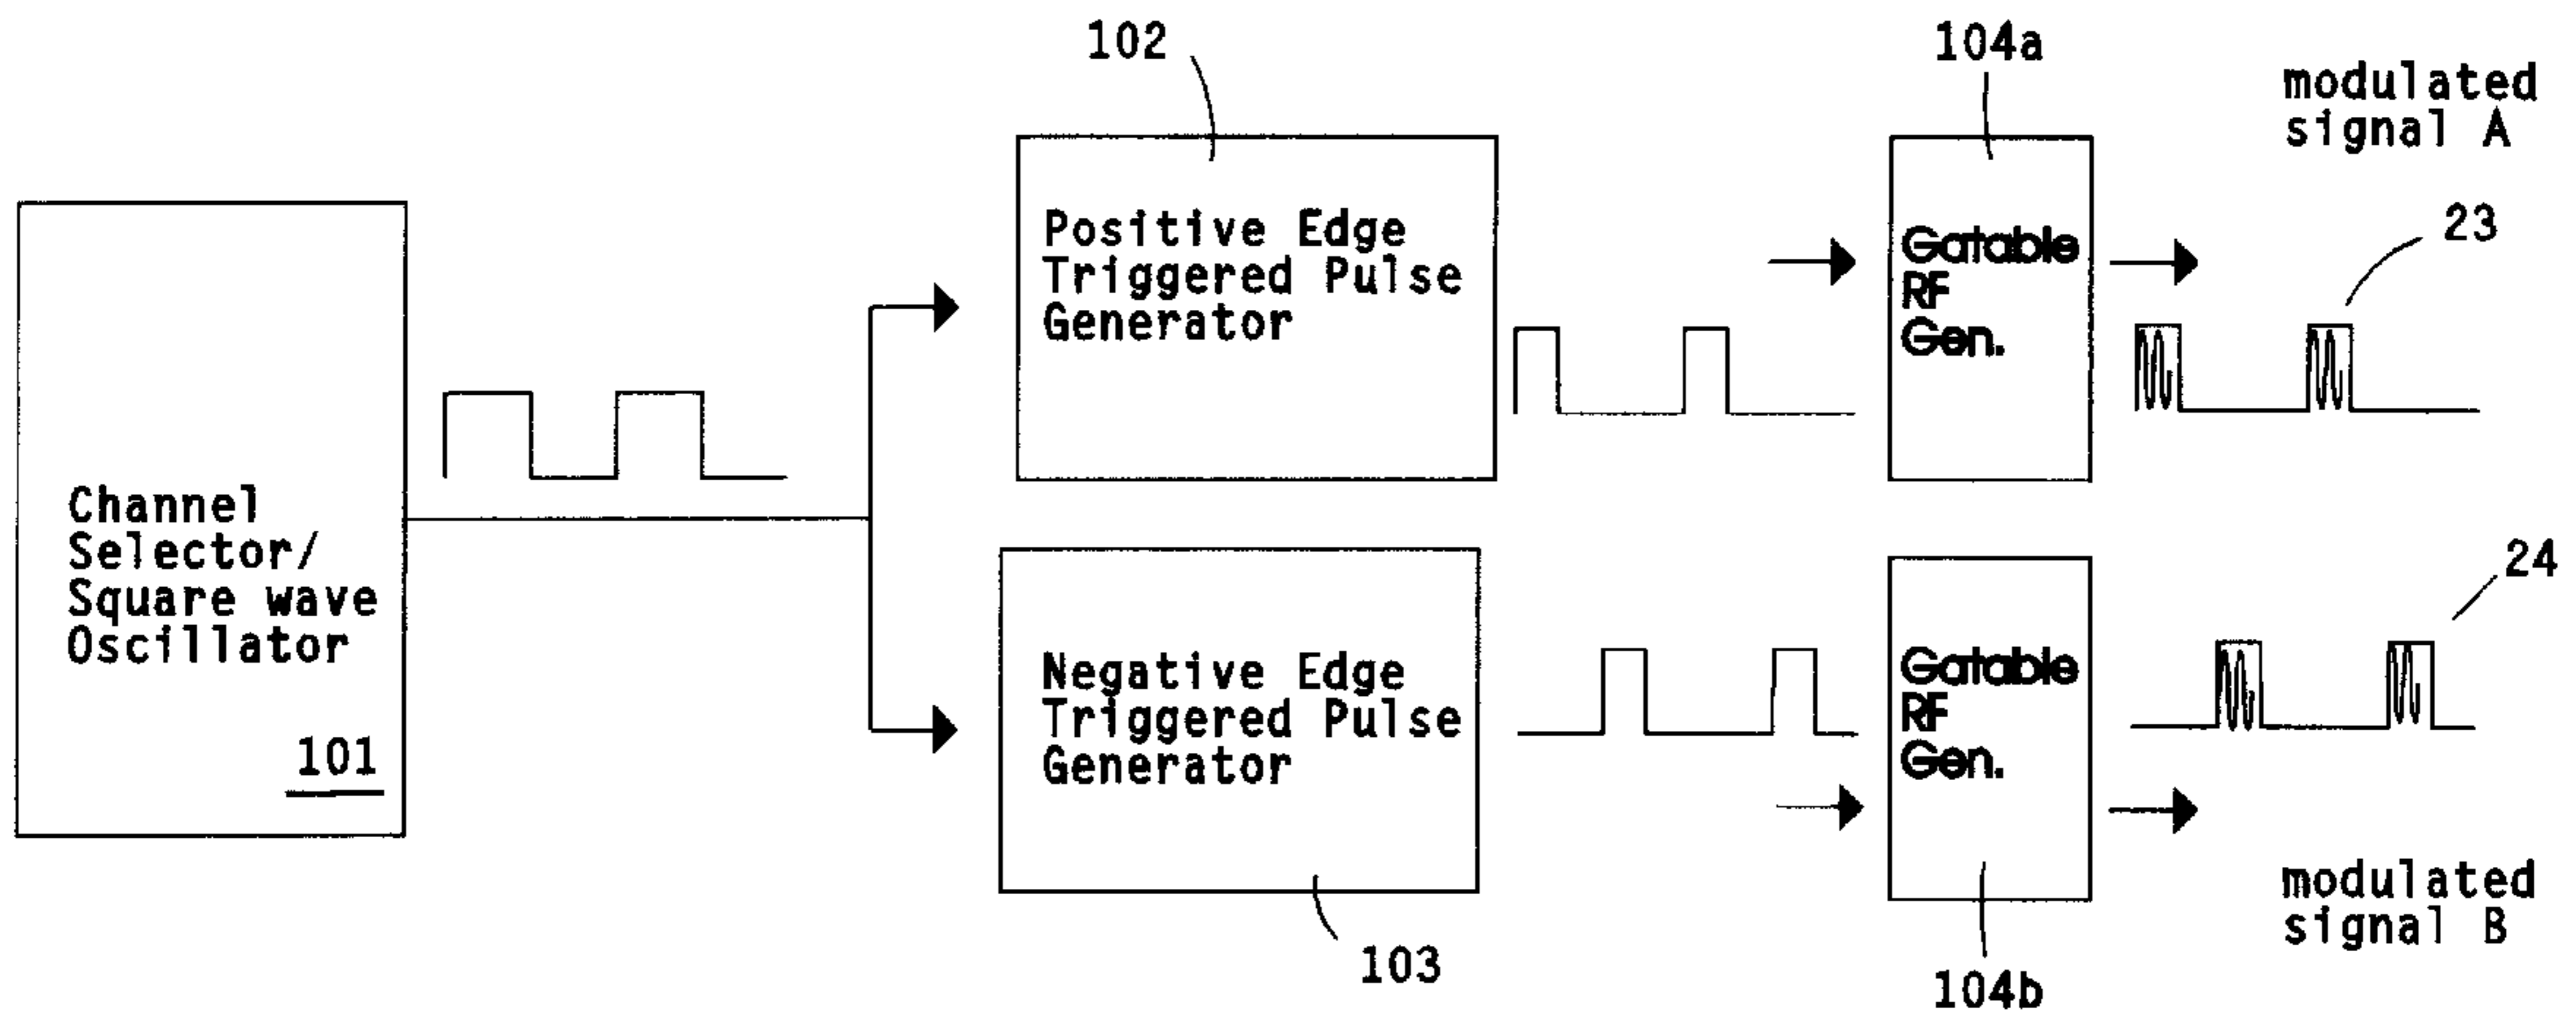 102
104a
modulated
signal A
Positive Edge
Triggered Pulse
Generator
Gatable
RF
Gen.
23
Channel
Selector/
Square wave
Oscillator
101
Negative Edge
Triggered Pulse
Generator
Gatable
RF
Gen.
24
modulated
signal B
103
104b